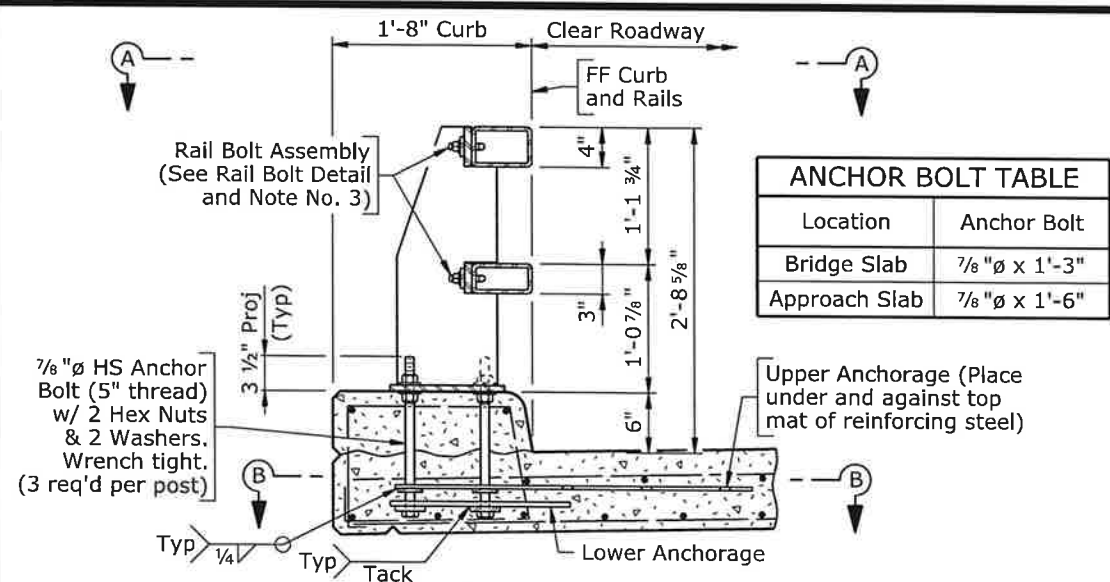 1'-8" Curb
Clear Roadway
A
A
FF Curb
and Rails
Rail Bolt Assembly
(See Rail Bolt Detail
and Note No. 3)
4"
1'-1 ¾"
3"
1'-0 ⅞"
2'-8 ⅝"
6"
ANCHOR BOLT TABLE
Location
Anchor Bolt
Bridge Slab
⅞"ø x 1'-3"
Approach Slab
⅞"ø x 1'-6"
3 ½" Proj
(Typ)
⅞"ø HS Anchor
Bolt (5" thread)
w/ 2 Hex Nuts
& 2 Washers.
Wrench tight.
(3 req'd per post)
Upper Anchorage (Place
under and against top
mat of reinforcing steel)
B
B
Typ
¼
Typ
Tack
Lower Anchorage